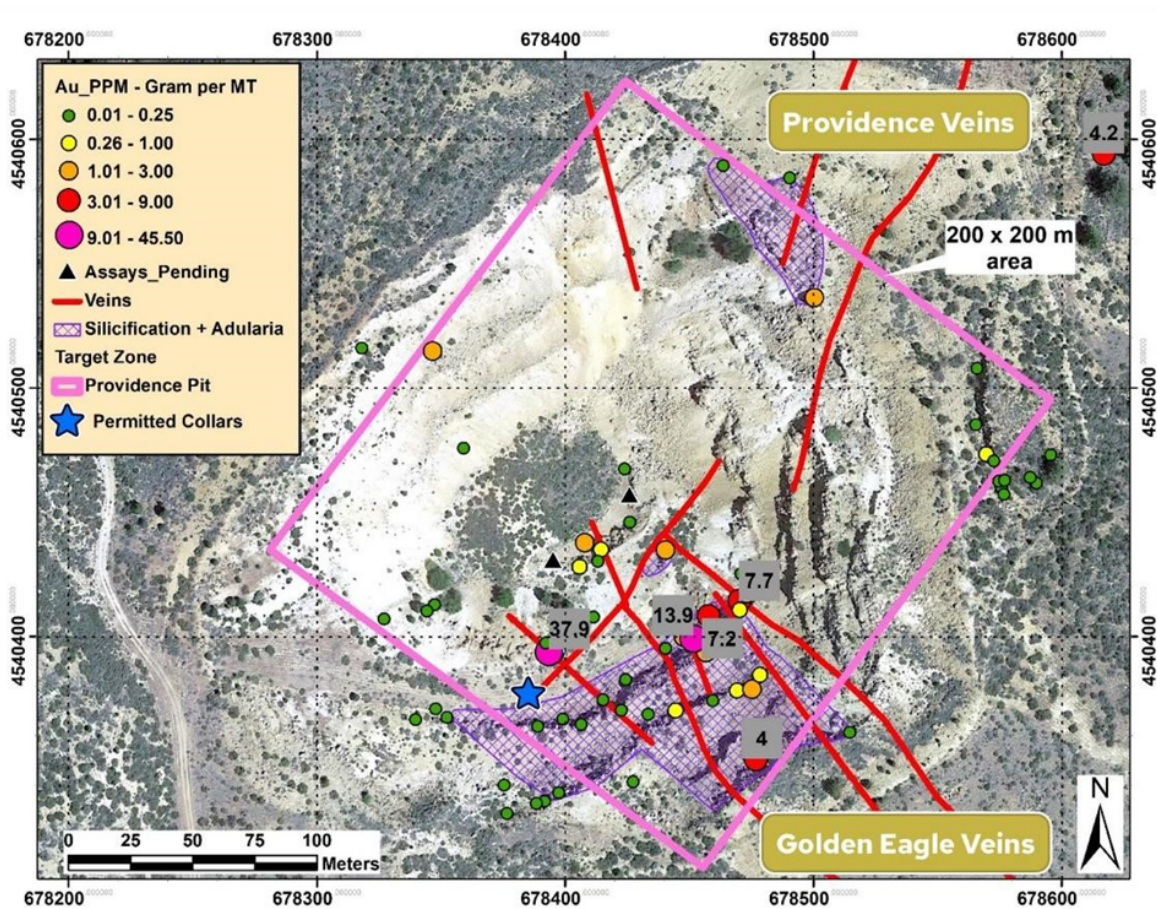 678200 678300 678400 678500 678600
Au_PPM - Gram per MT
0.01 - 0.25
0.26 - 1.00
1.01 - 3.00
3.01 - 9.00
9.01 - 45.50
Assays_Pending
Veins
Silicification + Adularia
Target Zone
Providence Pit
Permitted Collars
Providence Veins
4.2
200 x 200 m
area
4540600
4540500
4540400
4540600
4540500
4540400
7.7
13.9
37.9
7.2
4
N
Golden Eagle Veins
0 25 50 100
Meters
678200 678300 678400 678500 678600